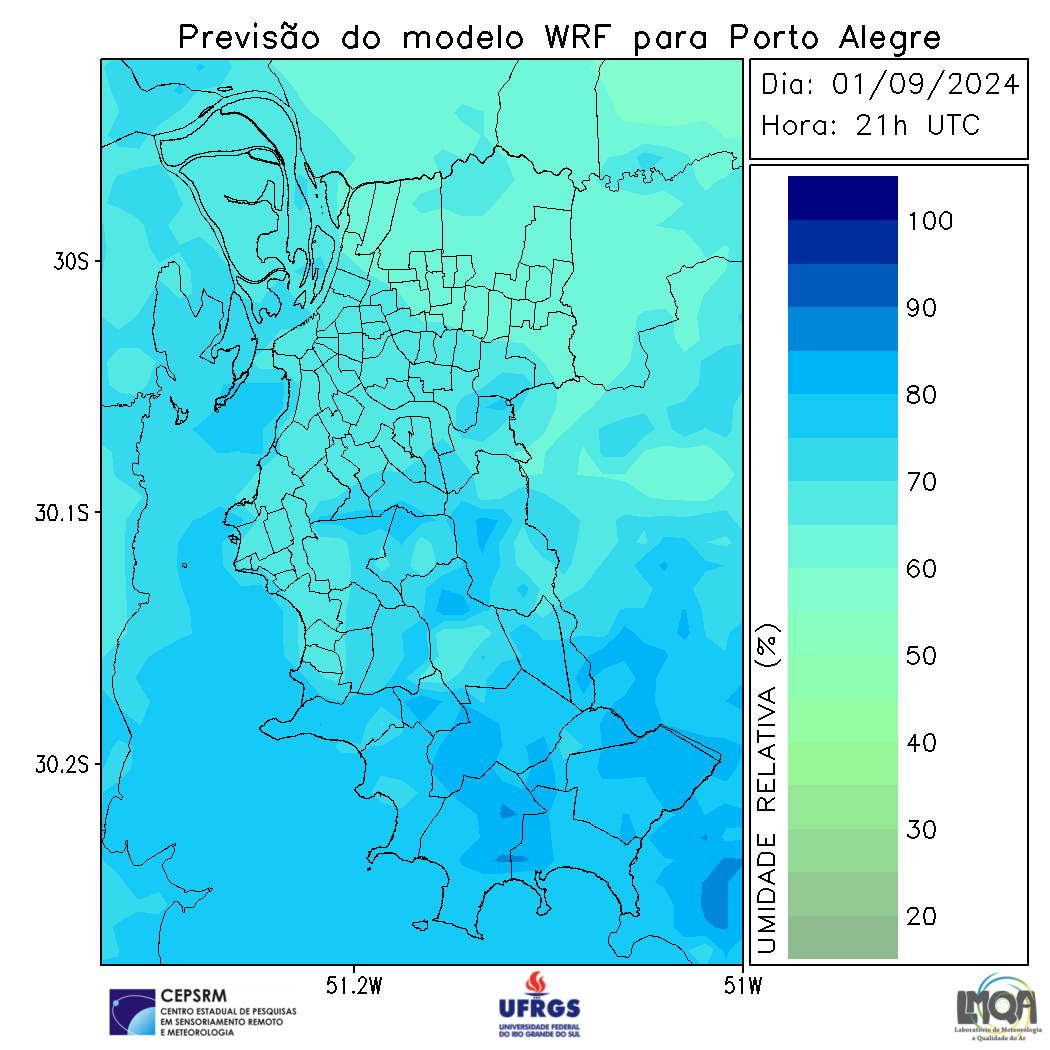 Previsão do modelo WRF para Porto Alegre
Dia: 01/09/2024
Hora: 21h UTC
30S
30.1S
30.2S
51.2W
51W
UMIDADE RELATIVA (%)
100
90
80
70
60
50
40
30
20
CEPSRM
CENTRO ESTADUAL DE PESQUISAS
EM SENSORIAMENTO REMOTO
E METEOROLOGIA
UFRGS
UNIVERSIDADE FEDERAL
DO RIO GRANDE DO SUL
LMQA
Laboratório de Meteorologia
e Qualidade do Ar